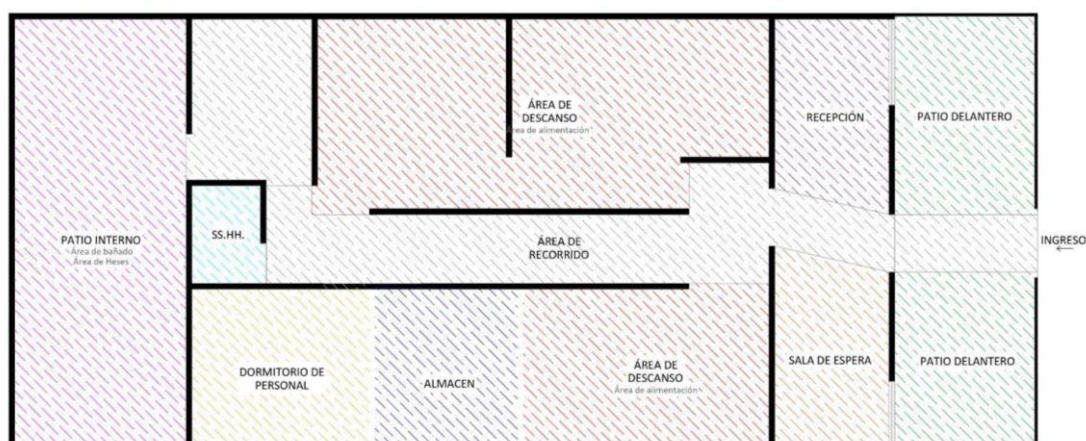 ÁREA DE
DESCANSO
Área de alimentación
RECEPCIÓN
PATIO DELANTERO
PATIO INTERNO
Área de bañado
Área de Heses
SS.HH.
ÁREA DE
RECORRIDO
INGRESO
DORMITORIO DE
PERSONAL
ALMACEN
ÁREA DE
DESCANSO
Área de alimentación
SALA DE ESPERA
PATIO DELANTERO